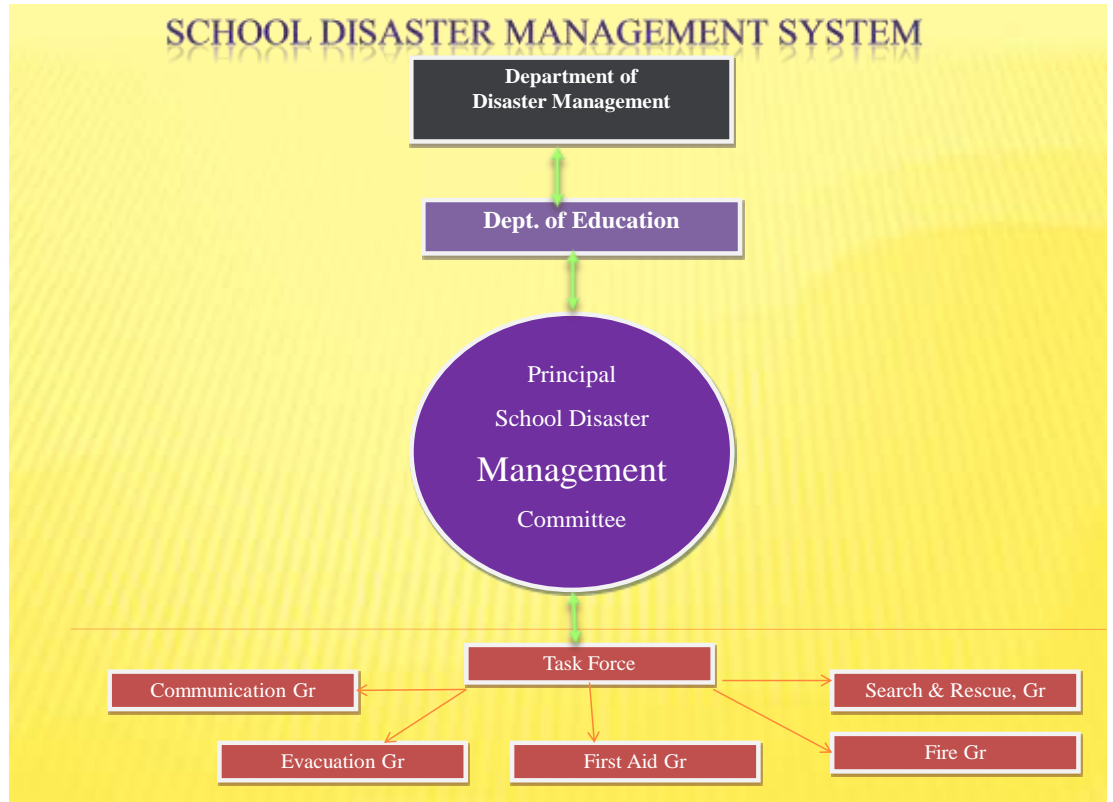 SCHOOL DISASTER MANAGEMENT SYSTEM
Department of
Disaster Management
Dept. of Education
Principal
School Disaster
Management
Committee
Task Force
Communication Gr
Search & Rescue, Gr
Evacuation Gr
First Aid Gr
Fire Gr